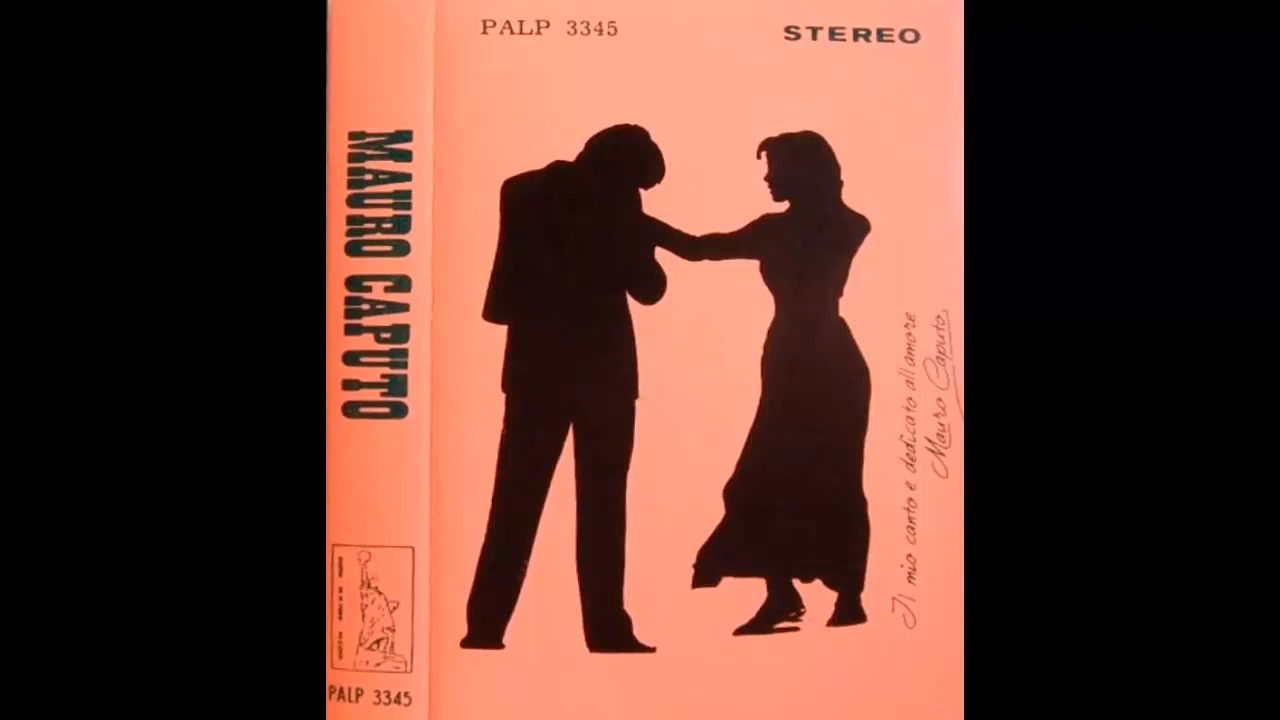 PALP 3345
STEREO
MAURO CAPUTO
Il mio canto e dedicato all amore
Mauro Caputo
PALP 3345